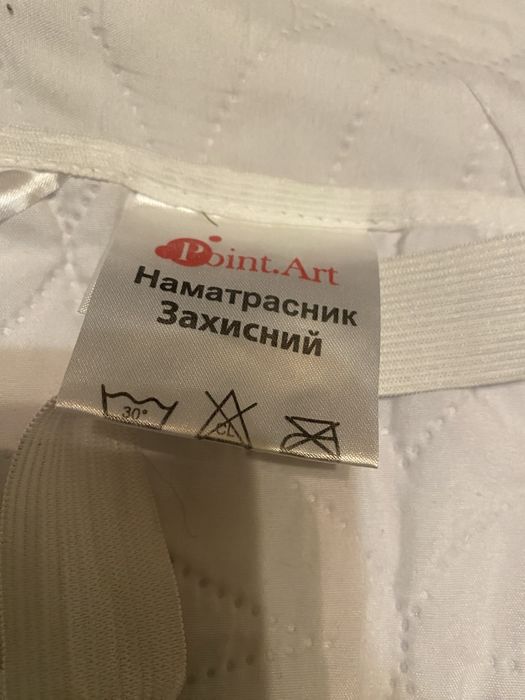 Point.Art
Наматрасник
Захисний
30°
CL